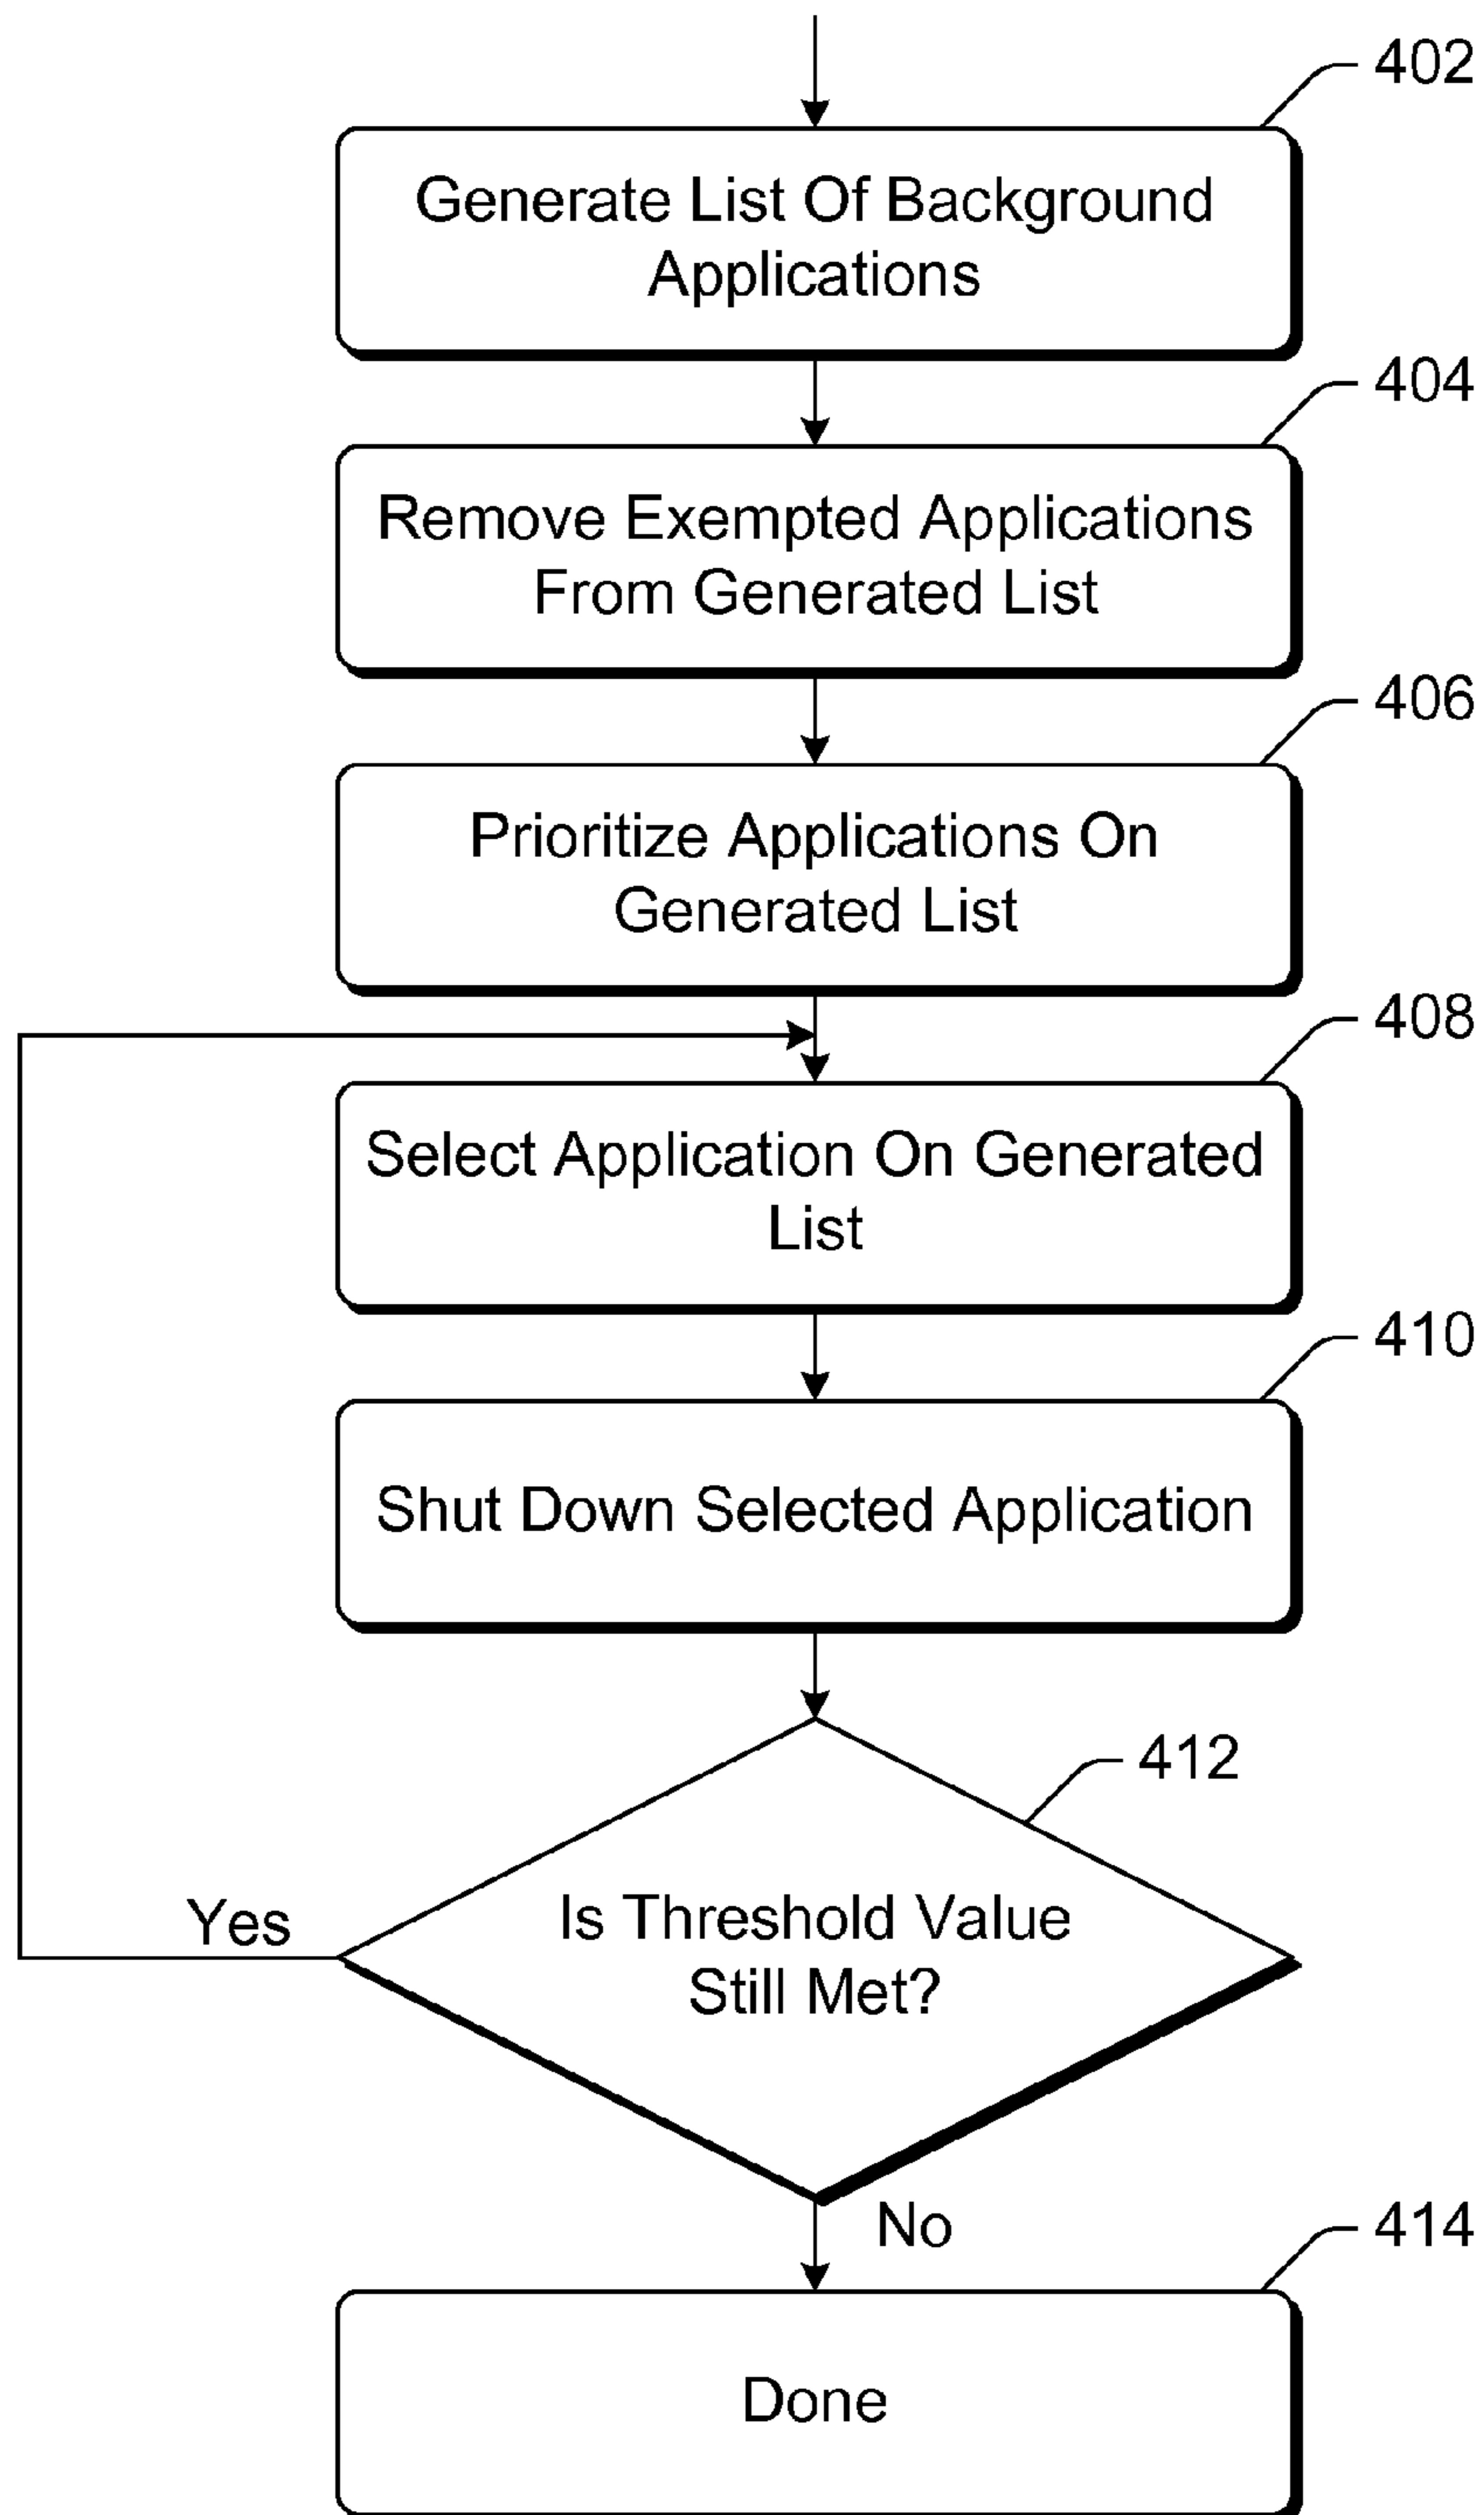 402
Generate List Of Background
Applications
404
Remove Exempted Applications
From Generated List
406
Prioritize Applications On
Generated List
408
Select Application On Generated
List
410
Shut Down Selected Application
412
Is Threshold Value
Still Met?
Yes
No
414
Done